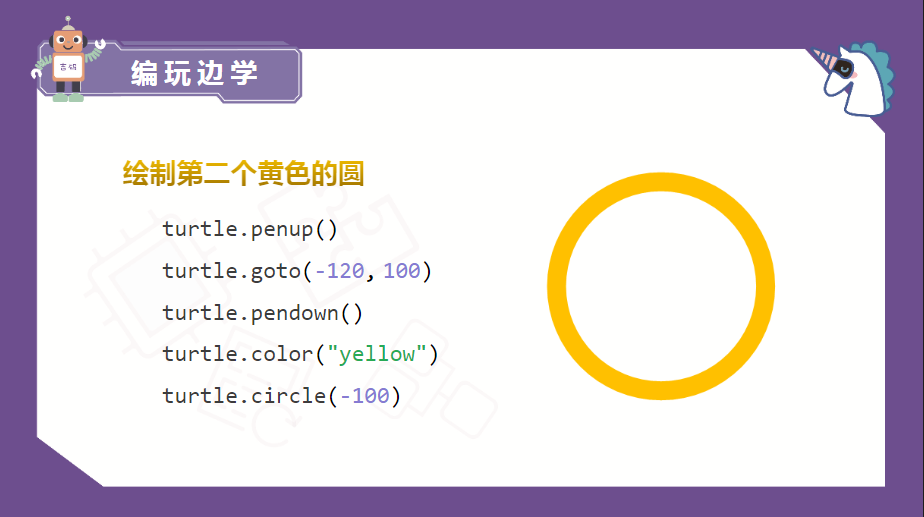 编玩边学
绘制第二个黄色的圆
turtle.penup()
turtle.goto(-120, 100)
turtle.pendown()
turtle.color("yellow")
turtle.circle(-100)